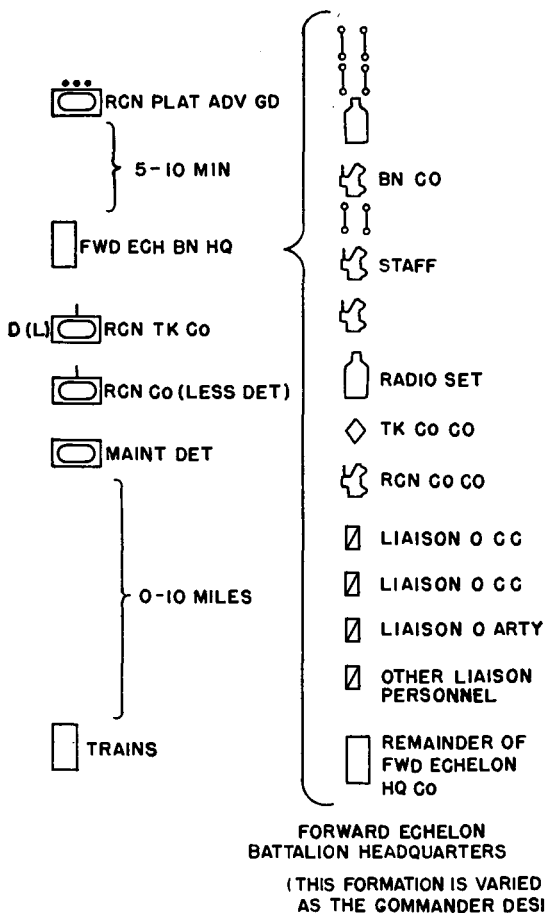 RCN PLAT ADV GD
5-10 MIN
FWD ECH BN HQ
D (L) RCN TK CO
RCN CO (LESS DET)
MAINT DET
0-10 MILES
TRAINS
BN CO
STAFF
RADIO SET
TK CO CO
RCN CO CO
LIAISON O CC
LIAISON O CC
LIAISON O ARTY
OTHER LIAISON
PERSONNEL
REMAINDER OF
FWD ECHELON
HQ CO
FORWARD ECHELON
BATTALION HEADQUARTERS
(THIS FORMATION IS VARIED
AS THE COMMANDER DESI